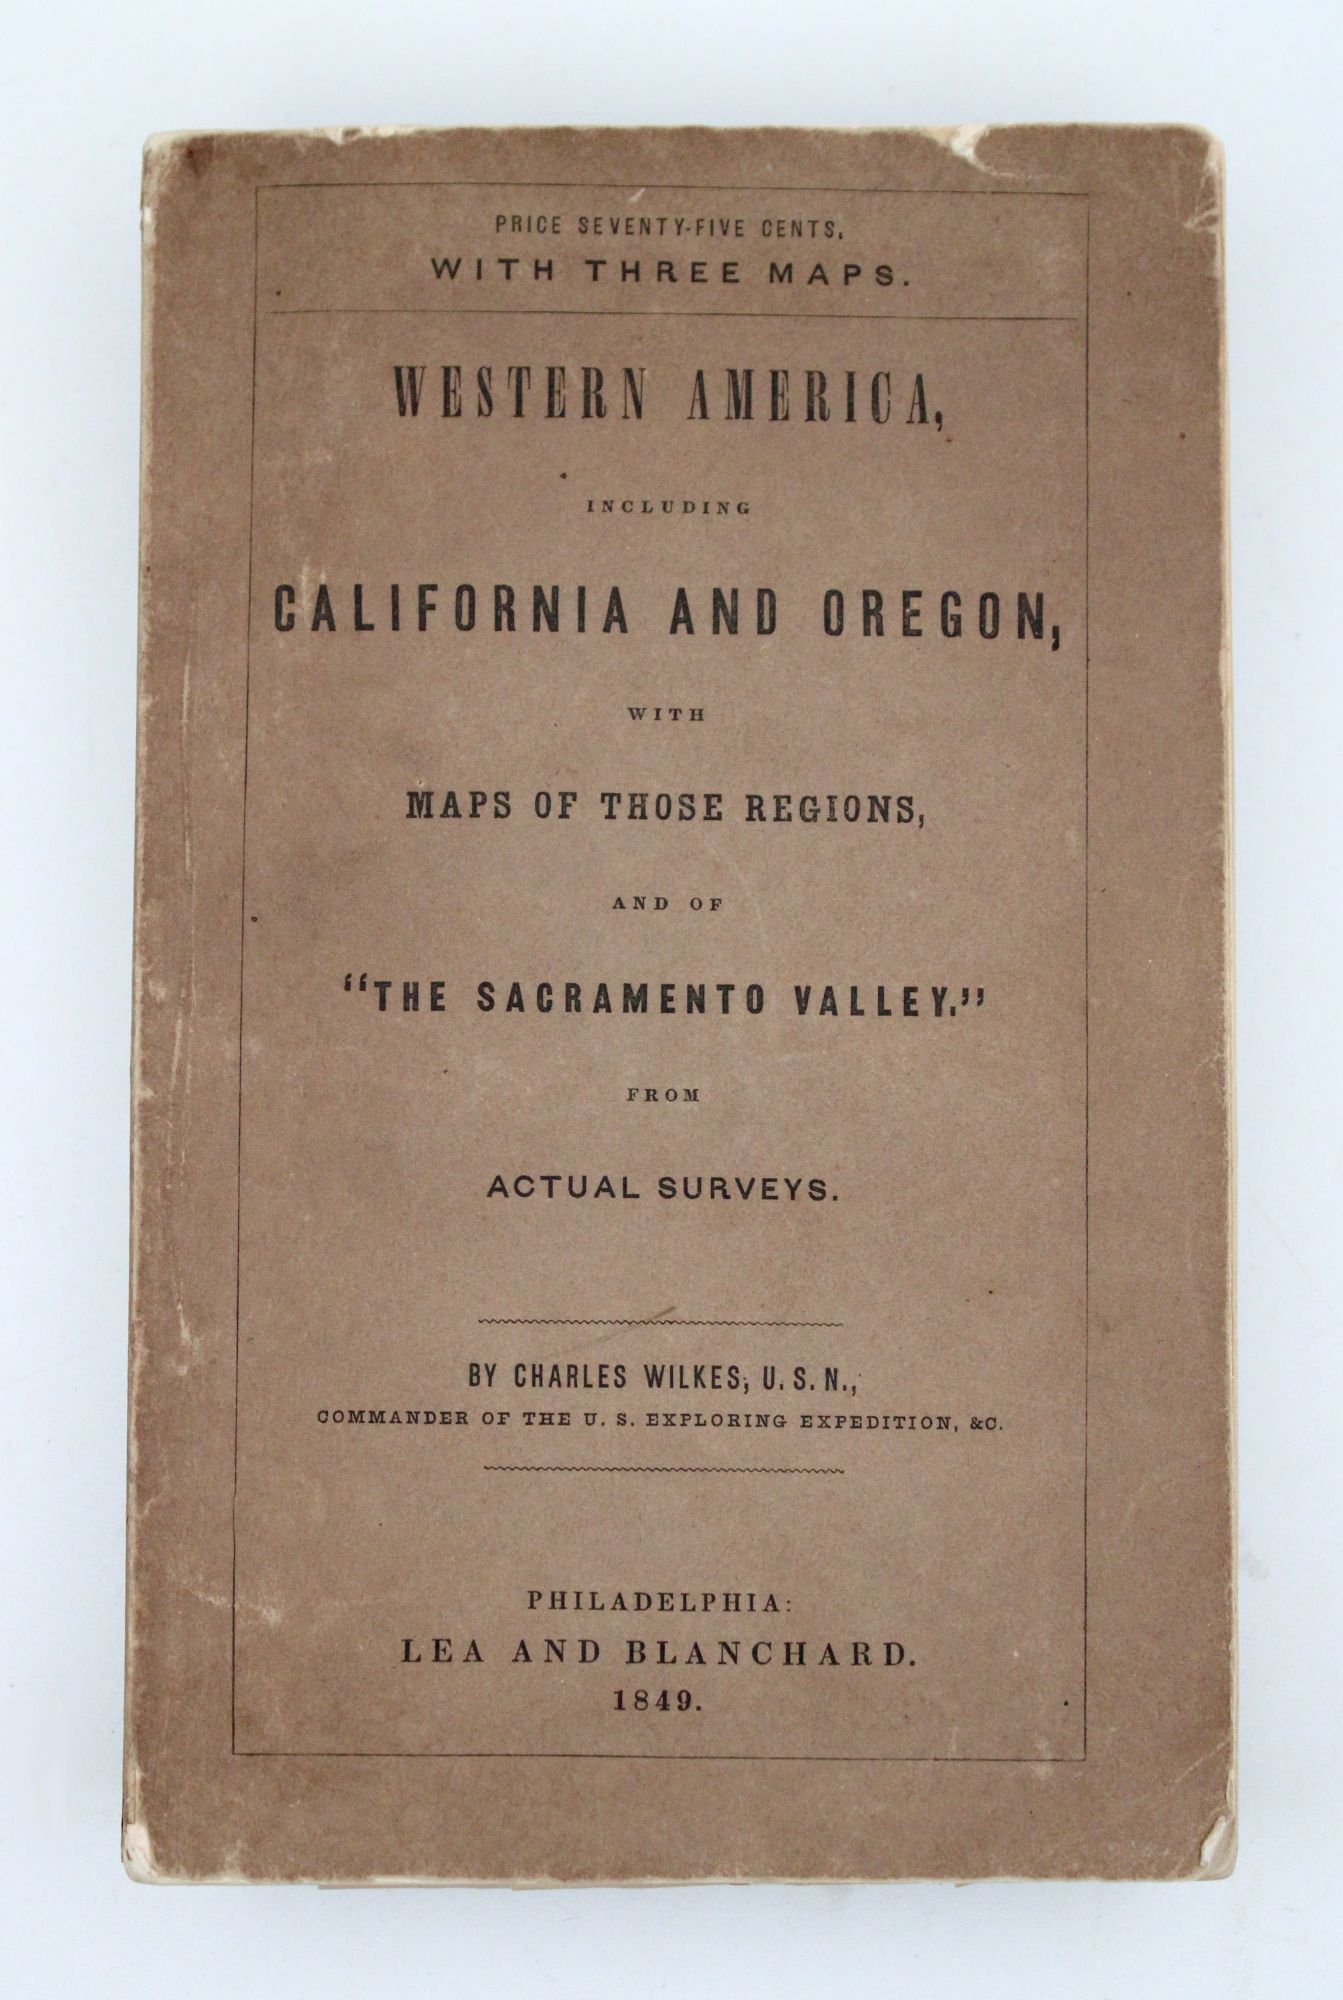 PRICE SEVENTY-FIVE CENTS.
WITH THREE MAPS.
WESTERN AMERICA,
INCLUDING
CALIFORNIA AND OREGON,
WITH
MAPS OF THOSE REGIONS,
AND OF
“THE SACRAMENTO VALLEY.”
FROM
ACTUAL SURVEYS.
BY CHARLES WILKES, U. S. N.,
COMMANDER OF THE U. S. EXPLORING EXPEDITION, &C.
PHILADELPHIA:
LEA AND BLANCHARD.
1849.